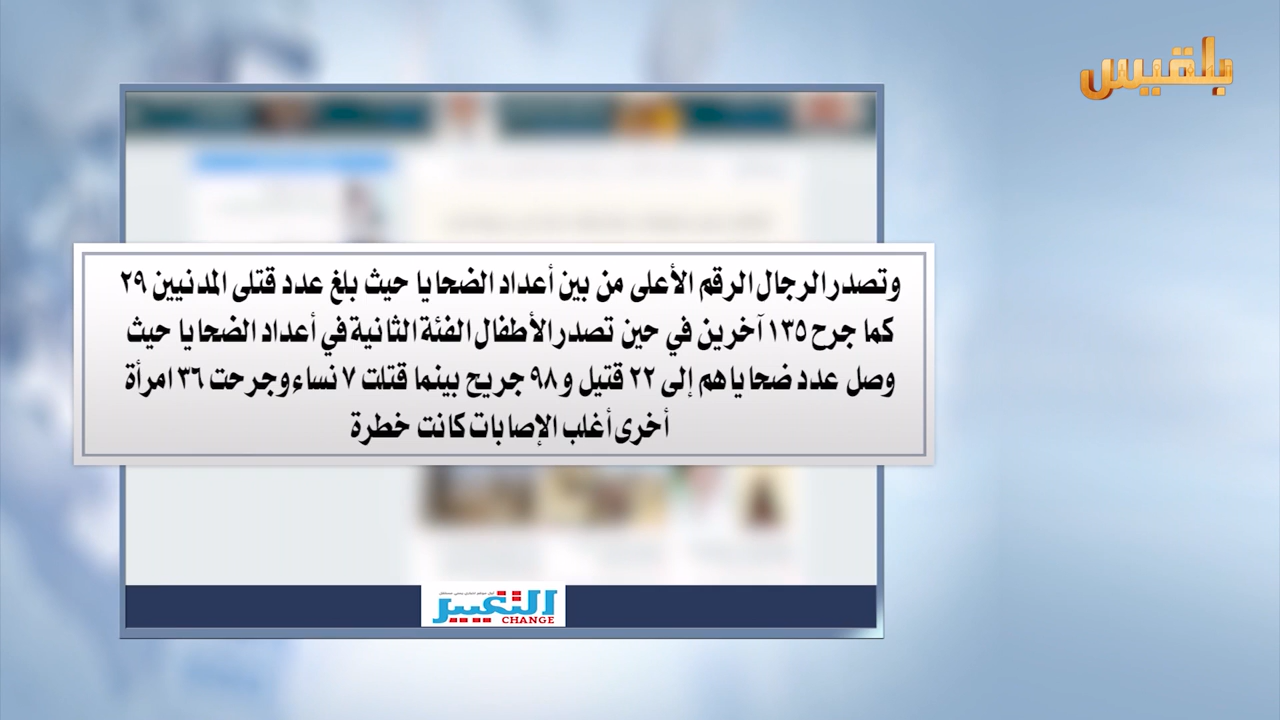 بلقيس
وتصدر الرجال الرقم الأعلى من بين أعداد الضحايا حيث بلغ عدد قتلى المدنيين ٢٩
كما جرح ١٣٥ آخرين في حين تصدر الأطفال الفئة الثانية في أعداد الضحايا حيث
وصل عدد ضحاياهم إلى ٢٢ قتيل و ٩٨ جريح بينما قتلت ٧ نساء وجرحت ٣٦ امرأة
أخرى أغلب الإصابات كانت خطرة
التغيير
CHANGE